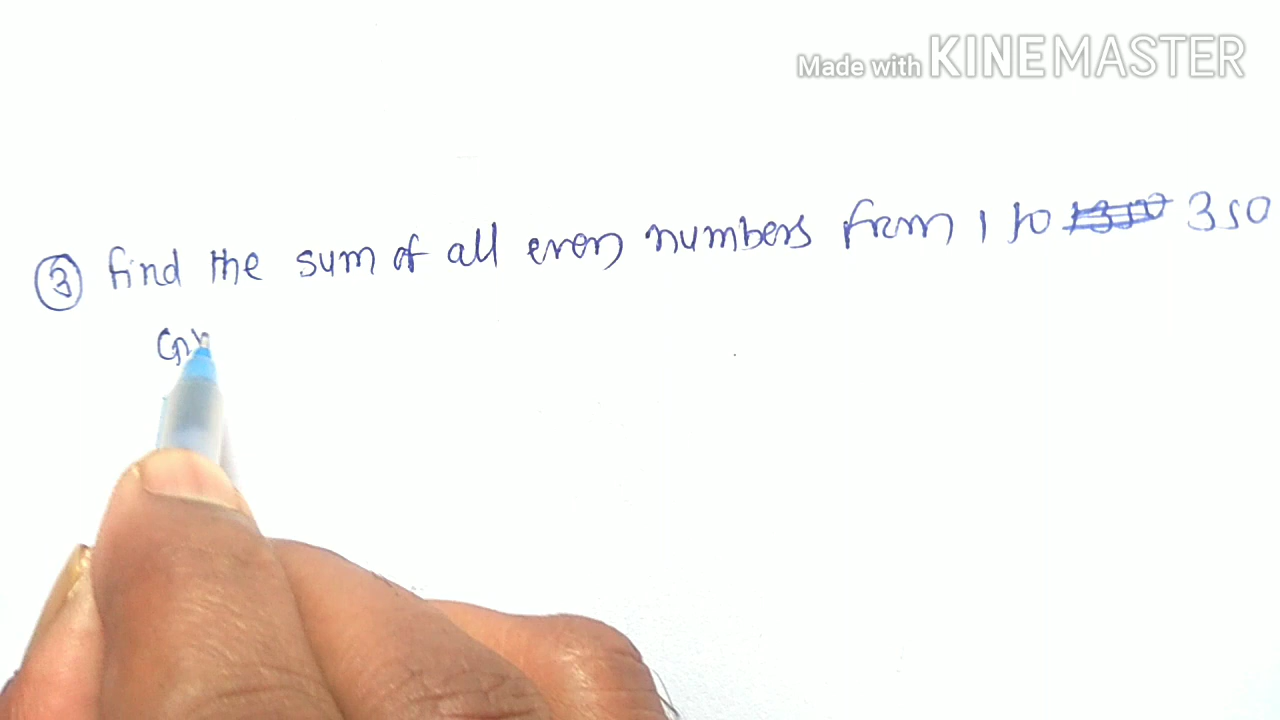 Made with KINEMASTER
③ find the sum of all even numbers from 1 to 350